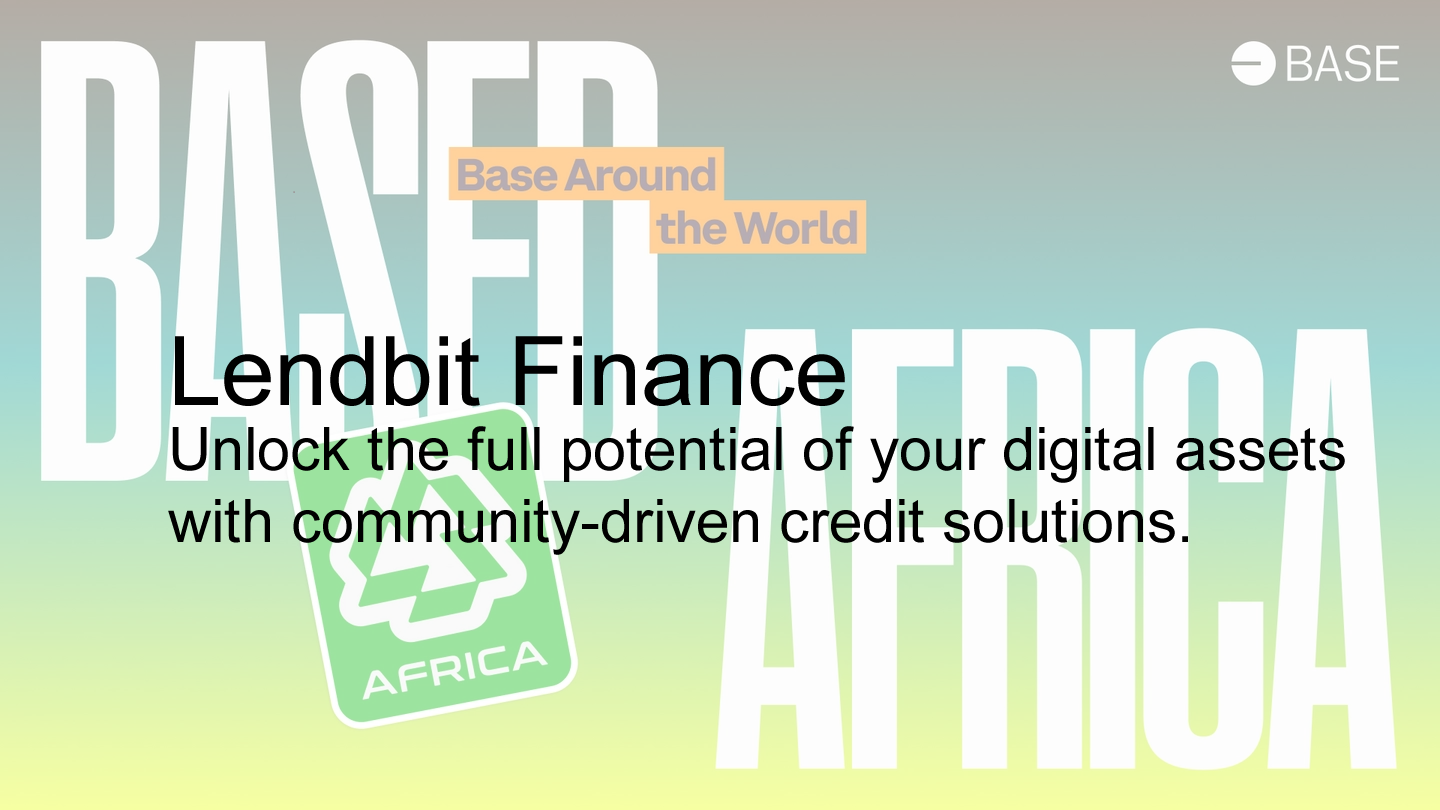 BASED
BASE
Base Around
the World
Lendbit Finance
Unlock the full potential of your digital assets
with community-driven credit solutions.
AFRICA
AFRICA